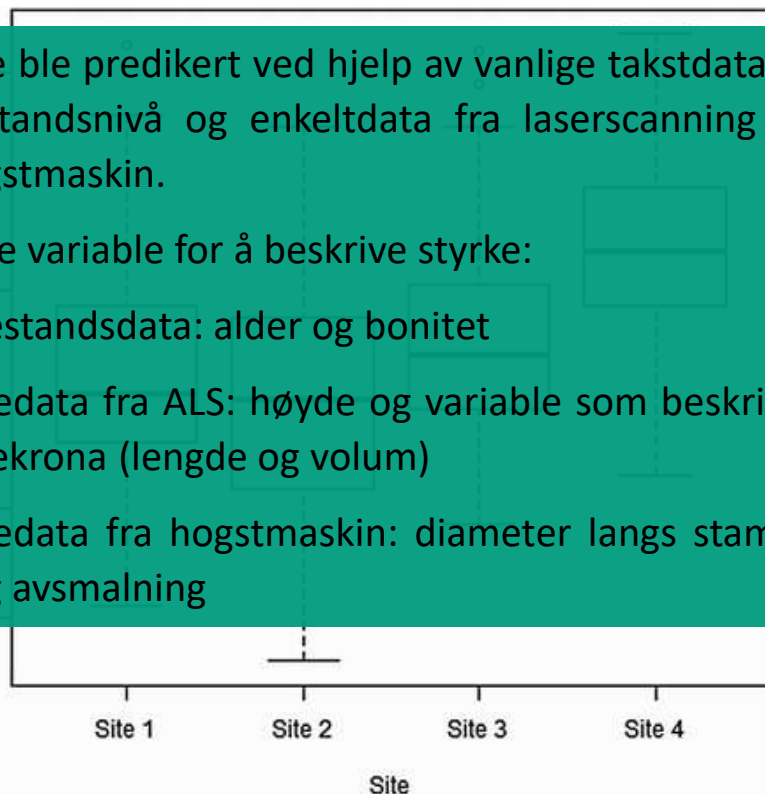 e ble predikert ved hjelp av vanlige takstdata
tandsnivå og enkeltdata fra laserscanning
gstmaskin.
e variable for å beskrive styrke:
estandsdata: alder og bonitet
edata fra ALS: høyde og variable som beskri
ekrona (lengde og volum)
edata fra hogstmaskin: diameter langs stam
g avsmalning
Site 1 Site 2 Site 3 Site 4
Site